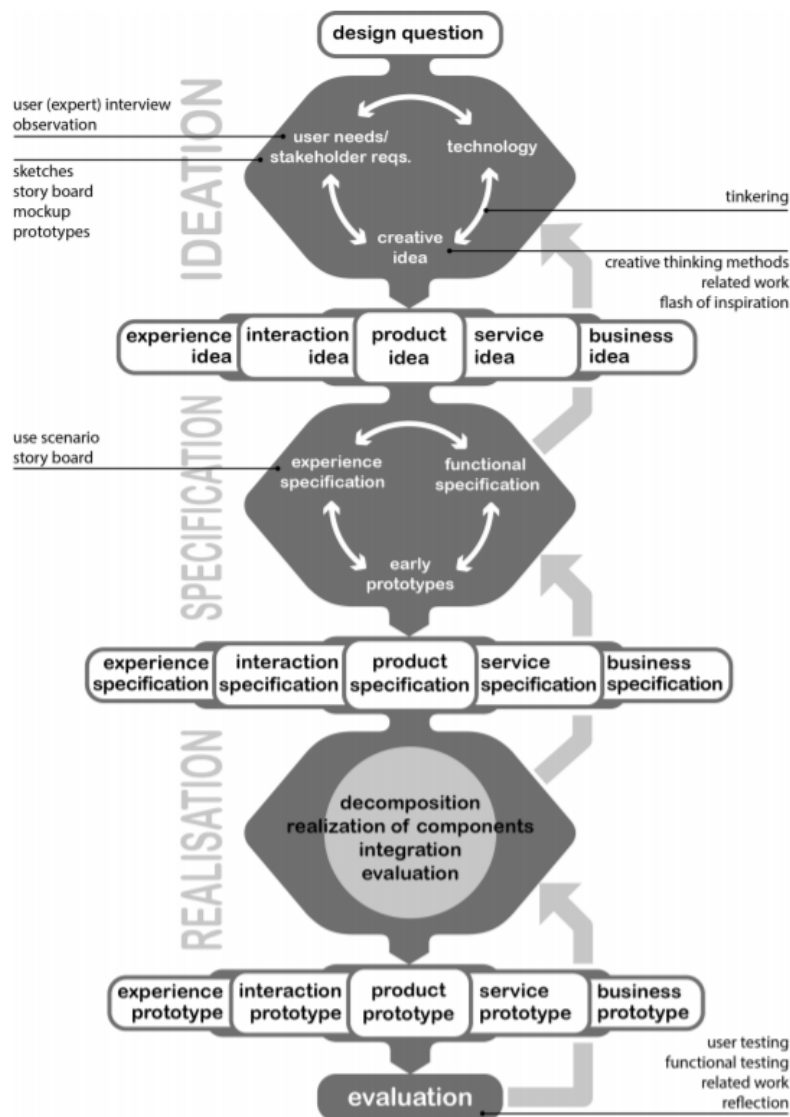 design question
IDEATION
user (expert) interview
observation
sketches
story board
mockup
prototypes
user needs/
stakeholder reqs.
technology
creative
idea
tinkering
creative thinking methods
related work
flash of inspiration
experience
idea
interaction
idea
product
idea
service
idea
business
idea
SPECIFICATION
use scenario
story board
experience
specification
functional
specification
early
prototypes
experience
specification
interaction
specification
product
specification
service
specification
business
specification
REALISATION
decomposition
realization of components
integration
evaluation
experience
prototype
interaction
prototype
product
prototype
service
prototype
business
prototype
evaluation
user testing
functional testing
related work
reflection